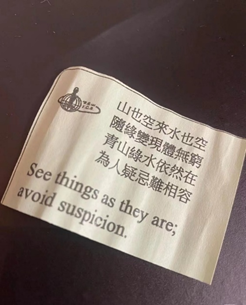 山也空來水也空
隨緣變現體無窮
青山綠水依然在
為人疑忌難相容
See things as they are;
avoid suspicion.